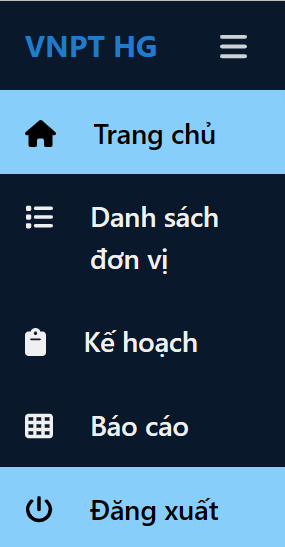 VNPT HG
Trang chủ
Danh sách
đơn vị
Kế hoạch
Báo cáo
Đăng xuất